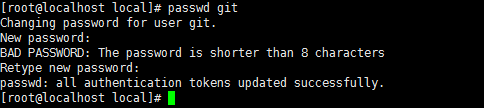 [root@localhost local]# passwd git
Changing password for user git.
New password:
BAD PASSWORD: The password is shorter than 8 characters
Retype new password:
passwd: all authentication tokens updated successfully.
[root@localhost local]#